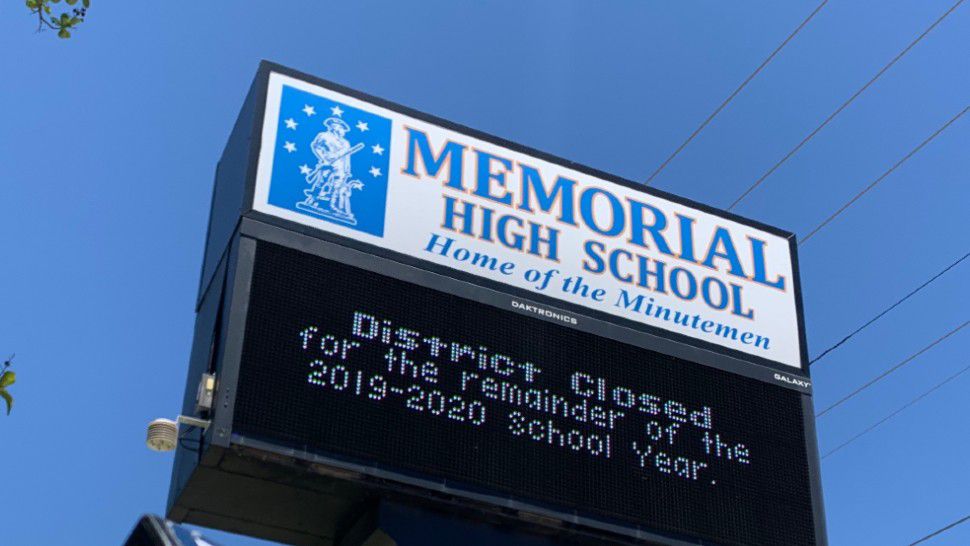 MEMORIAL
HIGH SCHOOL
Home of the Minutemen
DAKTRONICS
GALAXY
District Closed
for the remainder of the
2019-2020 School Year.